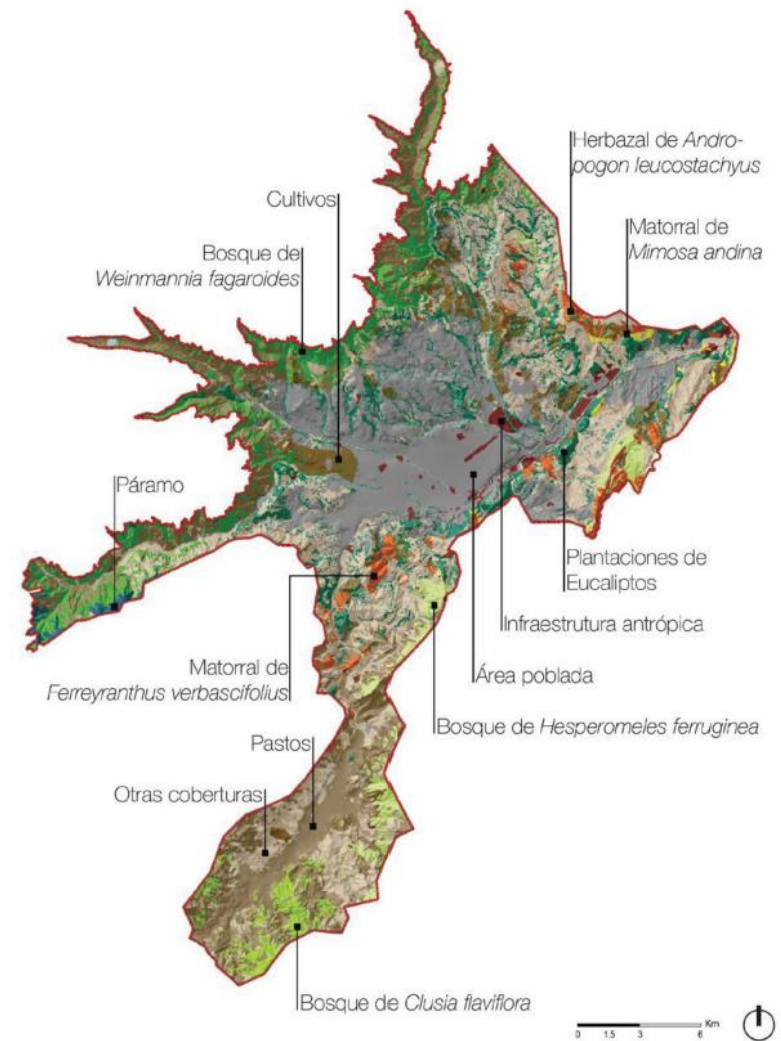 Herbazal de Andro-
pogon leucostachyus
Cultivos
Matorral de
Mimosa andina
Bosque de
Weinmannia fagaroides
Páramo
Plantaciones de
Eucaliptos
Infraestrutura antrópica
Matorral de
Ferreyranthus verbascifolius
Área poblada
Bosque de Hesperomeles ferruginea
Pastos
Otras coberturas
Bosque de Clusia flaviflora
Km
0 1.5 3 6